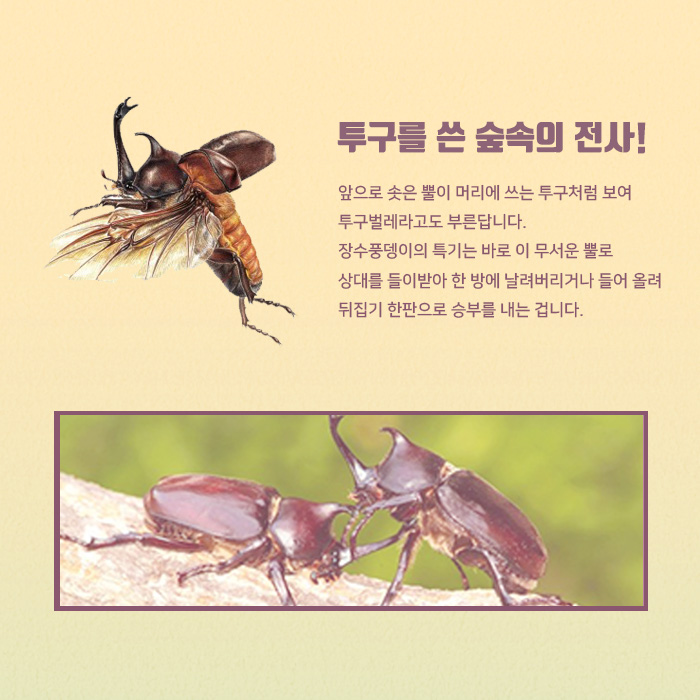 투구를 쓴 숲속의 전사!
앞으로 솟은 뿔이 머리에 쓰는 투구처럼 보여
투구벌레라고도 부른답니다.
장수풍뎅이의 특기는 바로 이 무서운 뿔로
상대를 들이받아 한 방에 날려버리거나 들어 올려
뒤집기 한판으로 승부를 내는 겁니다.